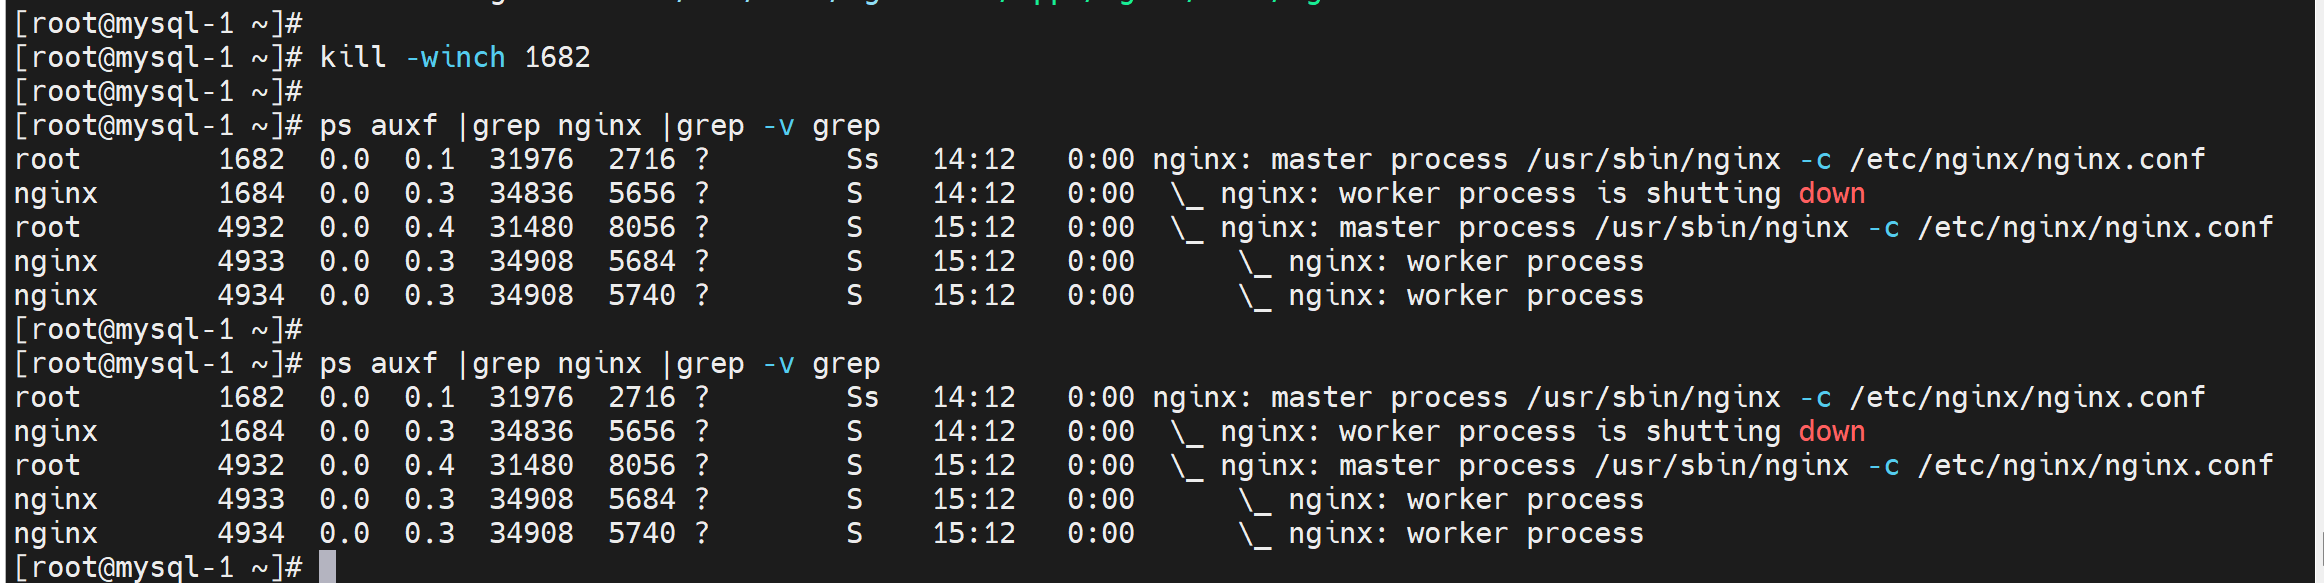 [root@mysql-1 ~]#
[root@mysql-1 ~]# kill -winch 1682
[root@mysql-1 ~]#
[root@mysql-1 ~]# ps auxf |grep nginx |grep -v grep
root        1682  0.0  0.1  31976  2716 ?        Ss   14:12   0:00 nginx: master process /usr/sbin/nginx -c /etc/nginx/nginx.conf
nginx       1684  0.0  0.3  34836  5656 ?        S    14:12   0:00  \_ nginx: worker process is shutting down
root        4932  0.0  0.4  31480  8056 ?        S    15:12   0:00  \_ nginx: master process /usr/sbin/nginx -c /etc/nginx/nginx.conf
nginx       4933  0.0  0.3  34908  5684 ?        S    15:12   0:00      \_ nginx: worker process
nginx       4934  0.0  0.3  34908  5740 ?        S    15:12   0:00      \_ nginx: worker process
[root@mysql-1 ~]#
[root@mysql-1 ~]# ps auxf |grep nginx |grep -v grep
root        1682  0.0  0.1  31976  2716 ?        Ss   14:12   0:00 nginx: master process /usr/sbin/nginx -c /etc/nginx/nginx.conf
nginx       1684  0.0  0.3  34836  5656 ?        S    14:12   0:00  \_ nginx: worker process is shutting down
root        4932  0.0  0.4  31480  8056 ?        S    15:12   0:00  \_ nginx: master process /usr/sbin/nginx -c /etc/nginx/nginx.conf
nginx       4933  0.0  0.3  34908  5684 ?        S    15:12   0:00      \_ nginx: worker process
nginx       4934  0.0  0.3  34908  5740 ?        S    15:12   0:00      \_ nginx: worker process
[root@mysql-1 ~]#